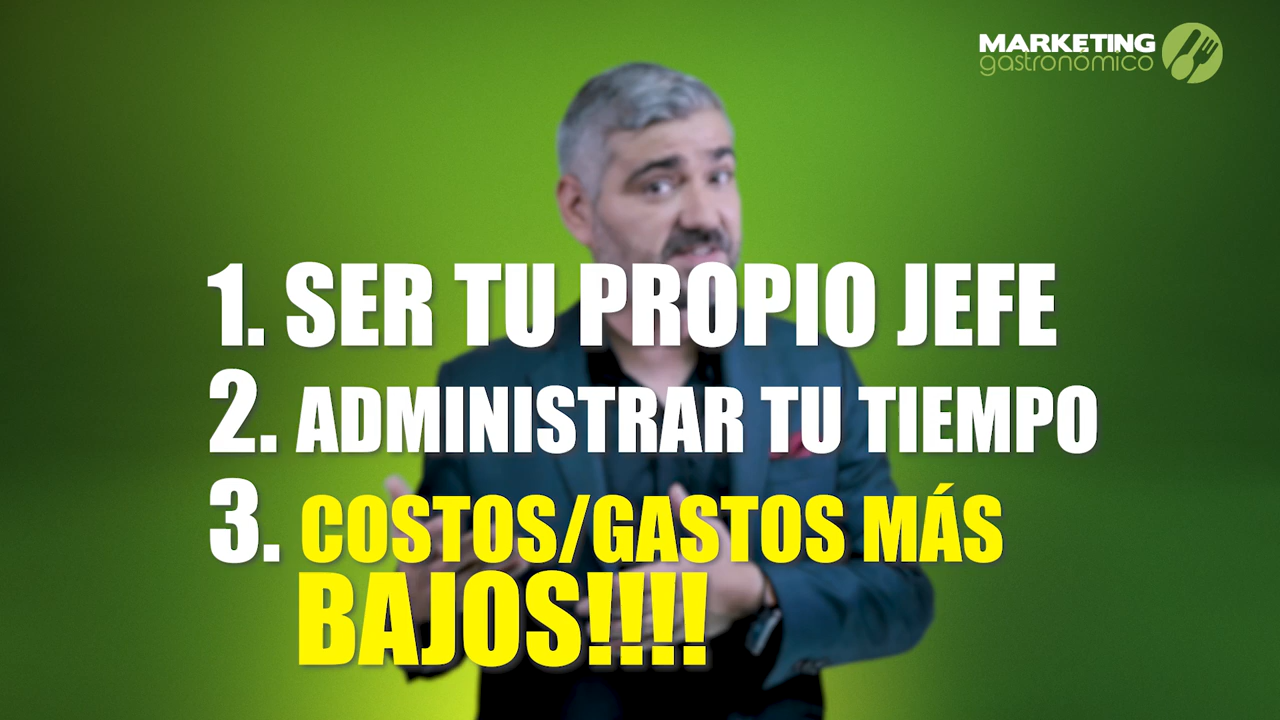 MARKETING
gastronómico
1. SER TU PROPIO JEFE
2. ADMINISTRAR TU TIEMPO
3. COSTOS/GASTOS MÁS
BAJOS!!!!